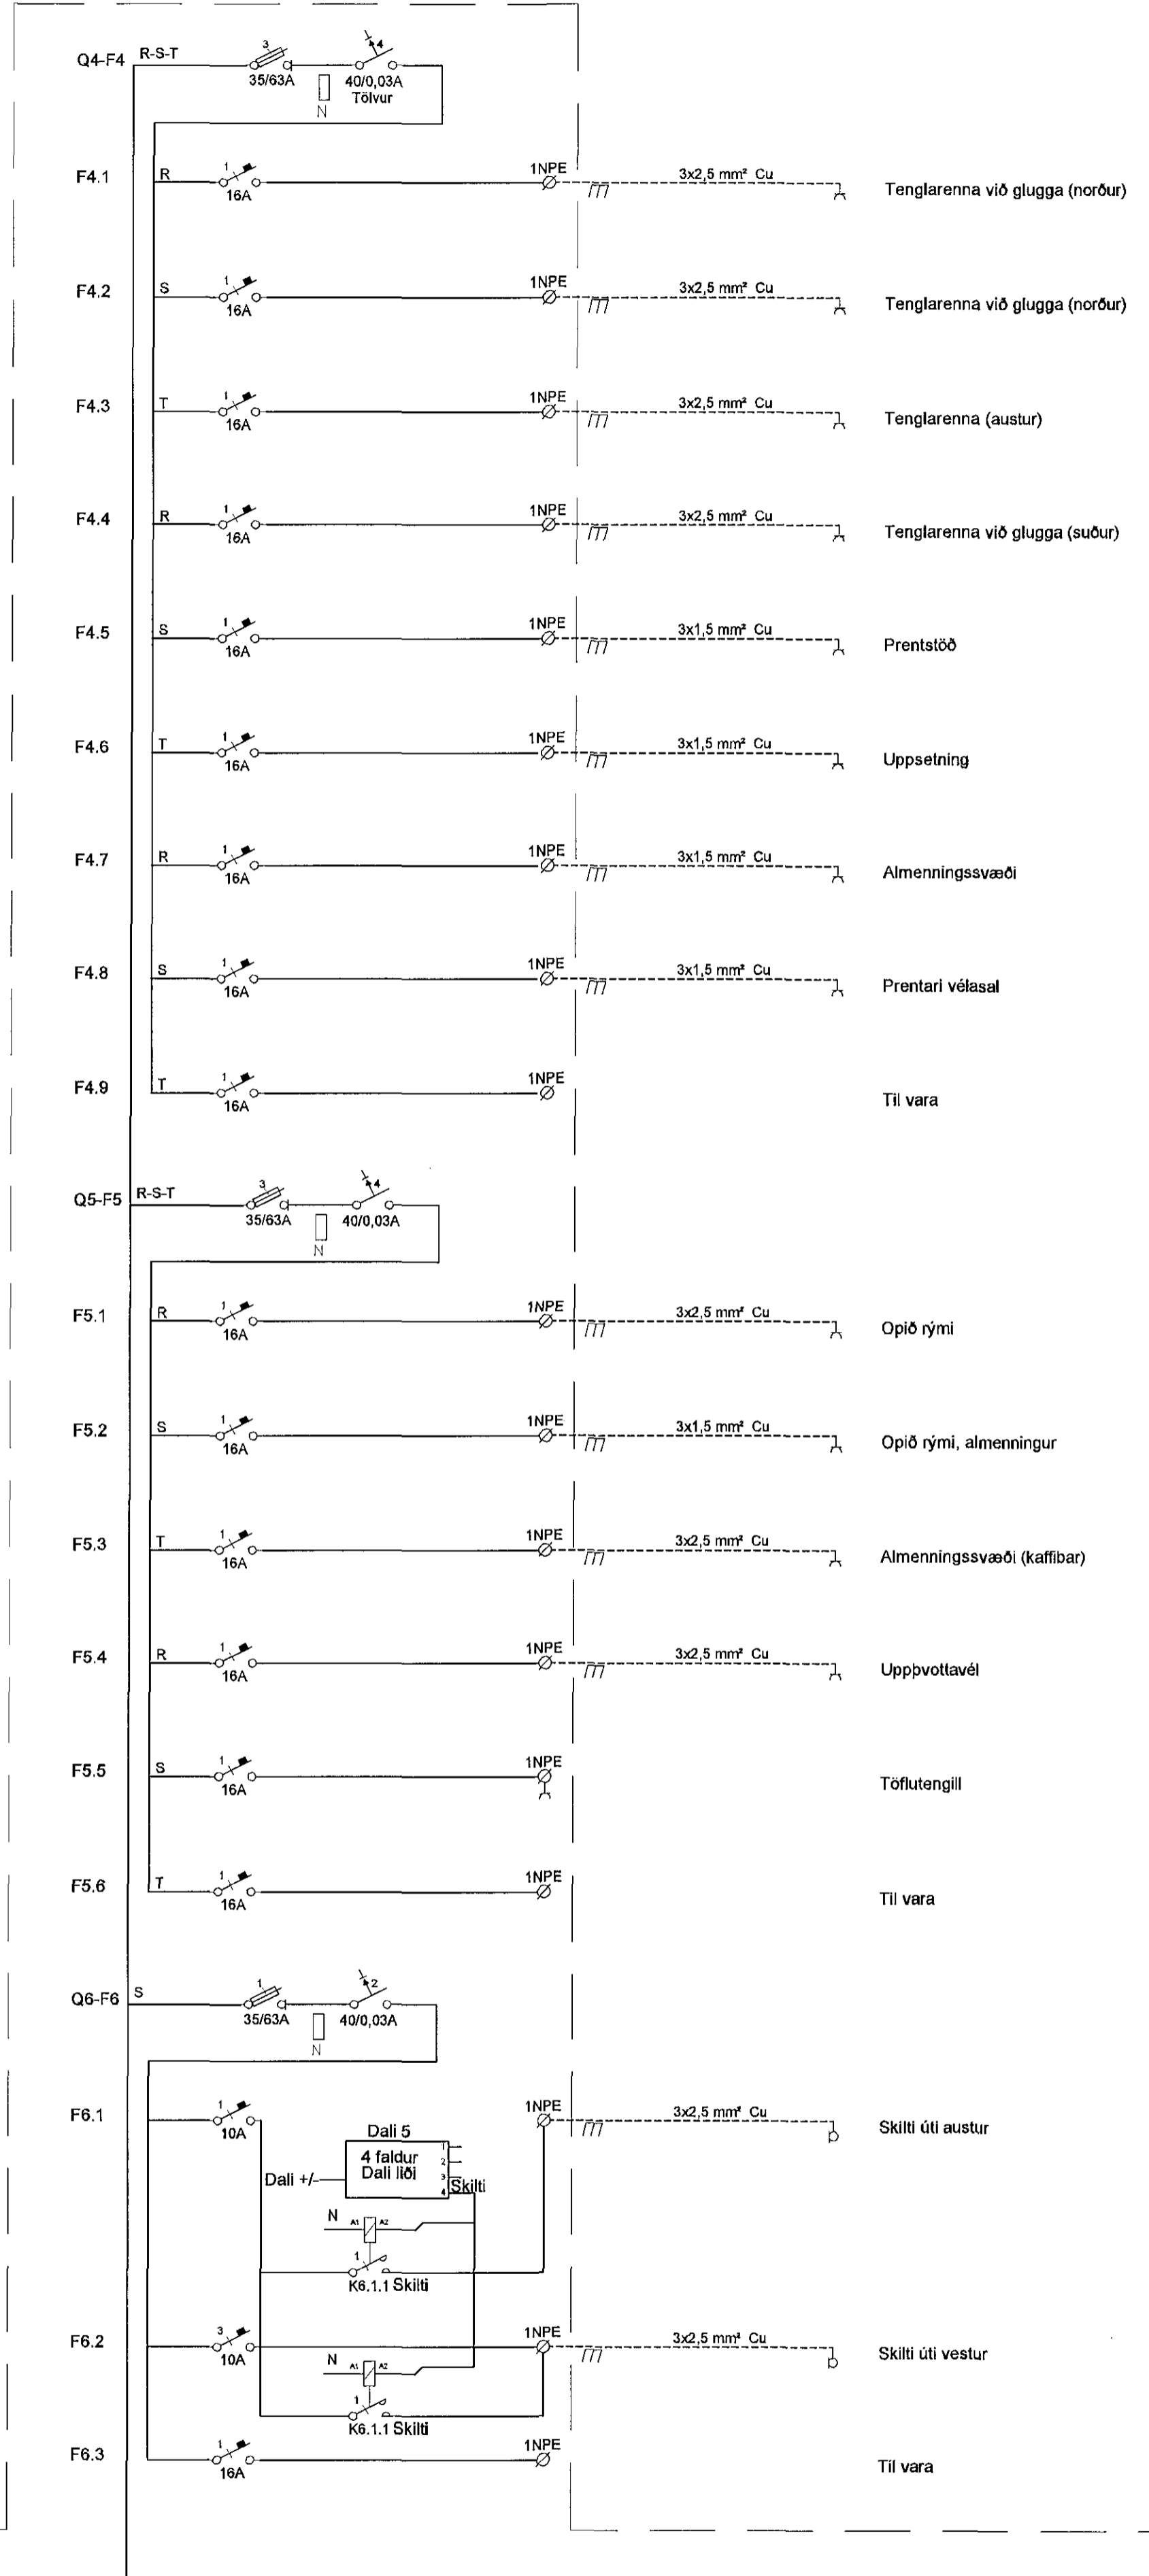 Q4-F4 R-S-T 3 4
35/63A 40/0,03A
Tölvur
N
F4.1 R 1 1NPE 3x2,5 mm² Cu
16A Tenglarenna við glugga (norður)
F4.2 S 1 1NPE 3x2,5 mm² Cu
16A Tenglarenna við glugga (norður)
F4.3 T 1 1NPE 3x2,5 mm² Cu
16A Tenglarenna (austur)
F4.4 R 1 1NPE 3x2,5 mm² Cu
16A Tenglarenna við glugga (suður)
F4.5 S 1 1NPE 3x1,5 mm² Cu
16A Prentstöð
F4.6 T 1 1NPE 3x1,5 mm² Cu
16A Uppsetning
F4.7 R 1 1NPE 3x1,5 mm² Cu
16A Almenningssvæði
F4.8 S 1 1NPE 3x1,5 mm² Cu
16A Prentari vélasal
F4.9 T 1 1NPE
16A Til vara
Q5-F5 R-S-T 3 4
35/63A 40/0,03A
N
F5.1 R 1 1NPE 3x2,5 mm² Cu
16A Opið rými
F5.2 S 1 1NPE 3x1,5 mm² Cu
16A Opið rými, almenningur
F5.3 T 1 1NPE 3x2,5 mm² Cu
16A Almenningssvæði (kaffibar)
F5.4 R 1 1NPE 3x2,5 mm² Cu
16A Uppþvottavél
F5.5 S 1 1NPE
16A Töflutengill
F5.6 T 1 1NPE
16A Til vara
Q6-F6 S 1 2
35/63A 40/0,03A
N
F6.1 1 1NPE 3x2,5 mm² Cu
10A Skilti úti austur
Dali 5
4 faldur 1
Dali liði 2
Dali +/- 3
4 Skilti
N A1 A2
1
K6.1.1 Skilti
F6.2 3 1NPE 3x2,5 mm² Cu
10A Skilti úti vestur
N A1 A2
1
K6.1.1 Skilti
F6.3 1 1NPE
16A Til vara